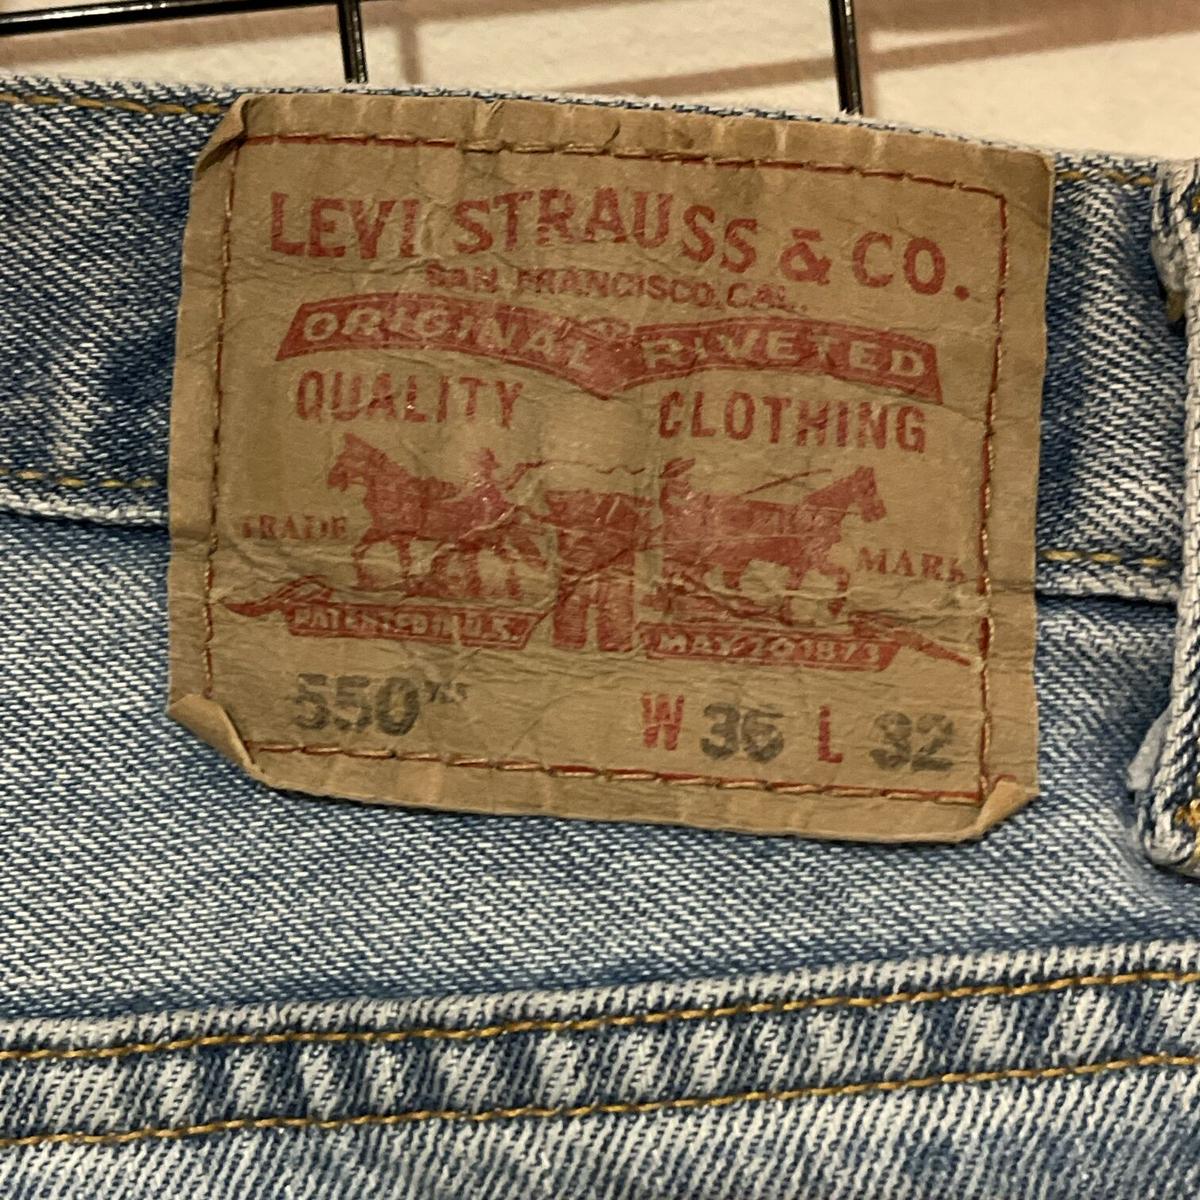 LEVI STRAUSS & CO.
SAN FRANCISCO, CAL.
ORIGINAL RIVETED
QUALITY CLOTHING
TRADE MARK
PATENTED IN U.S. MAY 20 1873
550™ W 36 L 32